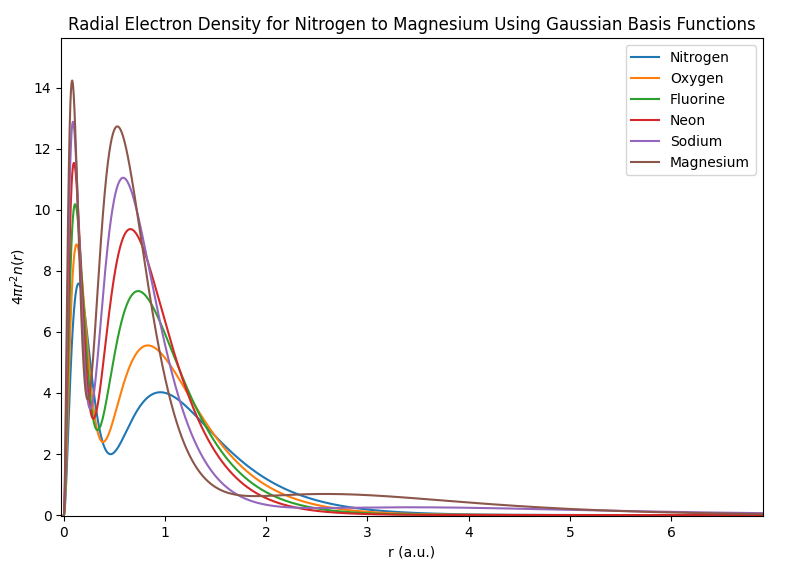 Radial Electron Density for Nitrogen to Magnesium Using Gaussian Basis Functions
Nitrogen
Oxygen
Fluorine
Neon
Sodium
Magnesium
4πr²n(r)
14
12
10
8
6
4
2
0
0 1 2 3 4 5 6
r (a.u.)